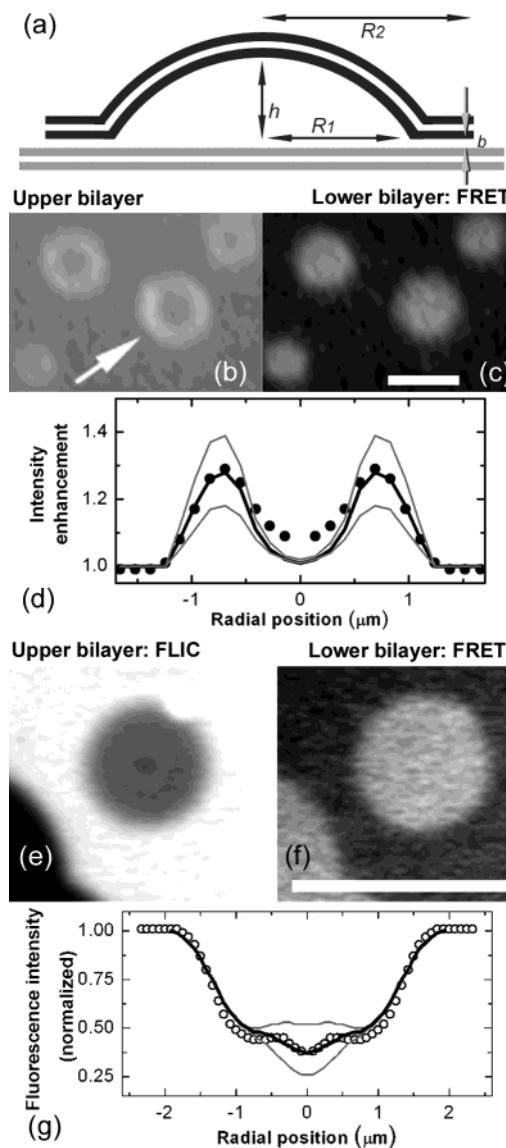 (a)
R2
h
R1
b
Upper bilayer
Lower bilayer: FRET
(b)
(c)
1.4
1.2
1.0
Intensity
enhancement
-1 0 1
Radial position (μm)
(d)
Upper bilayer: FLIC
Lower bilayer: FRET
(e)
(f)
1.00
0.75
0.50
0.25
Fluorescence intensity
(normalized)
-2 -1 0 1 2
Radial position (μm)
(g)